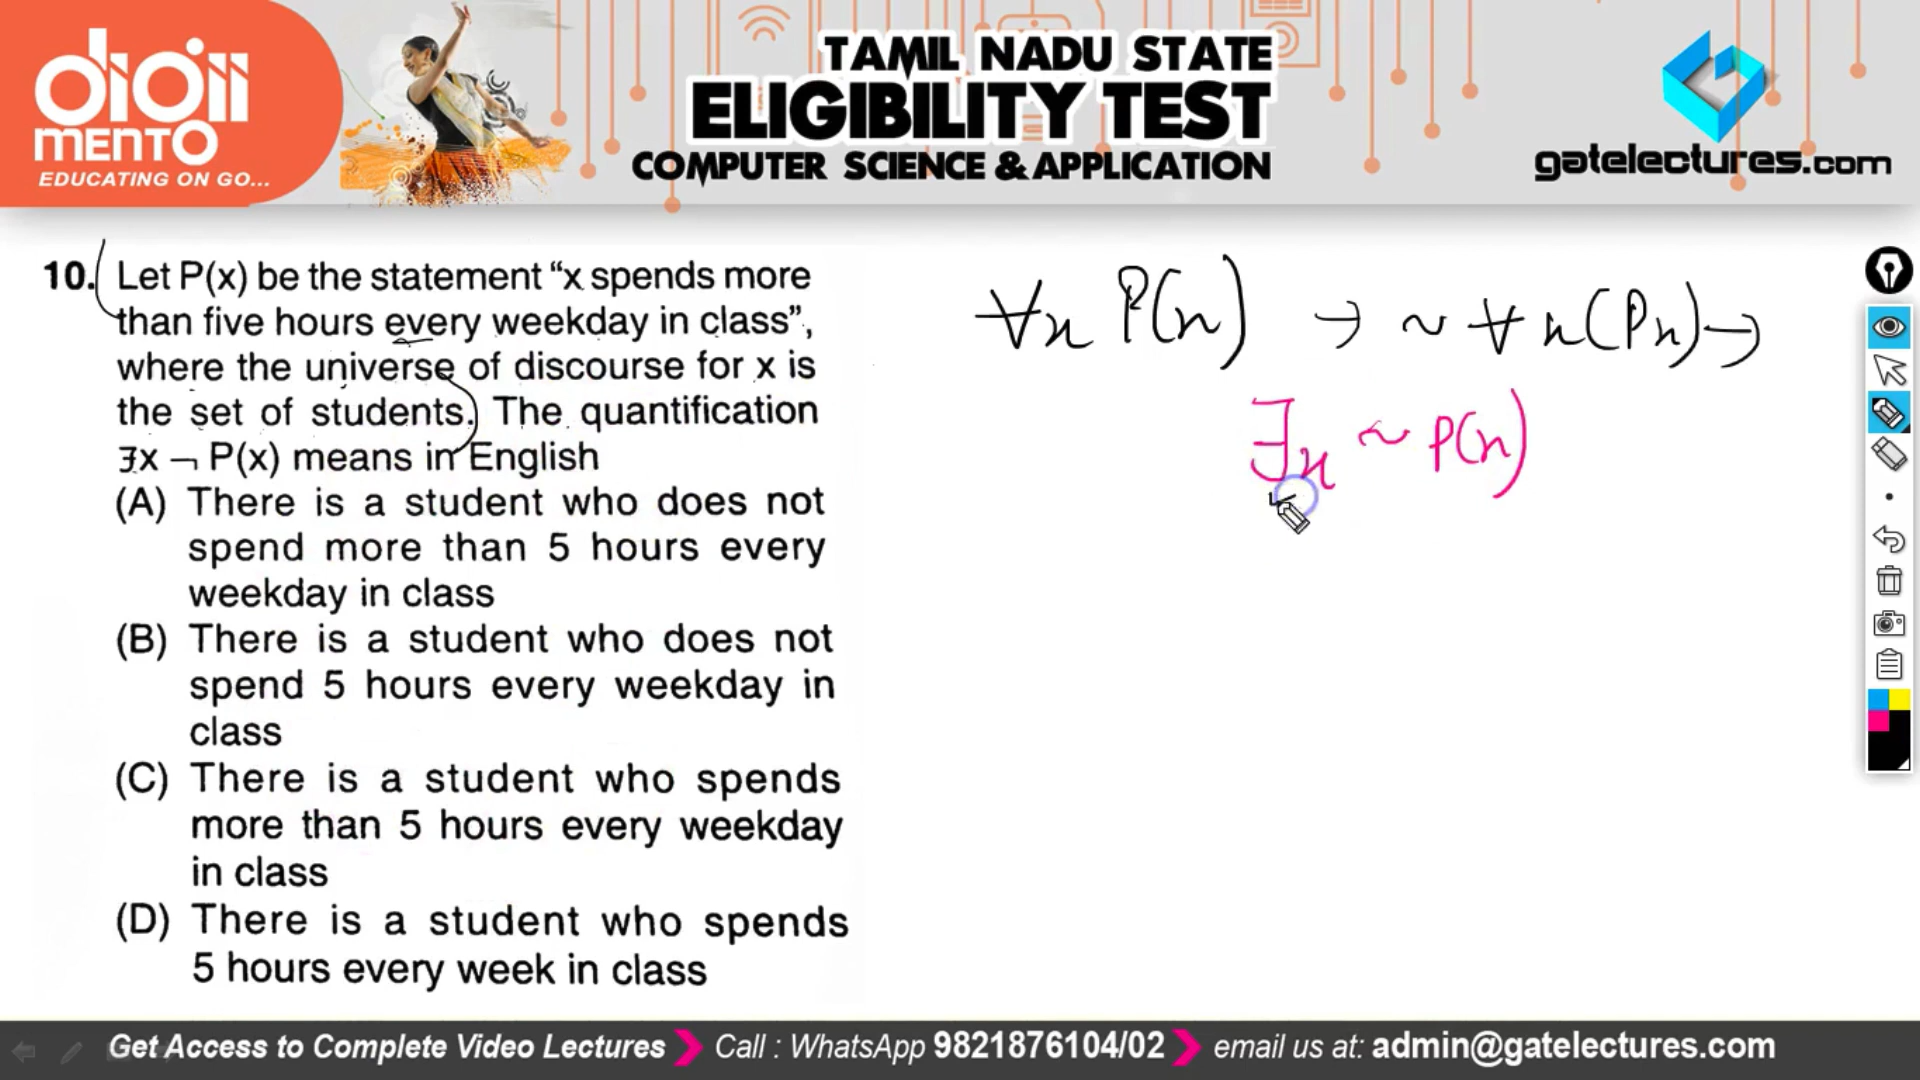 DIGII
MENTO
EDUCATING ON GO...
TAMIL NADU STATE
ELIGIBILITY TEST
COMPUTER SCIENCE & APPLICATION
gatelectures.com
10. Let P(x) be the statement “x spends more
than five hours every weekday in class”,
where the universe of discourse for x is
the set of students. The quantification
∃x ¬ P(x) means in English
(A) There is a student who does not
spend more than 5 hours every
weekday in class
(B) There is a student who does not
spend 5 hours every weekday in
class
(C) There is a student who spends
more than 5 hours every weekday
in class
(D) There is a student who spends
5 hours every week in class
∀x P(x) → ~ ∀x(Px) →
∃x ~ P(x)
Get Access to Complete Video Lectures Call : WhatsApp 9821876104/02 email us at: admin@gatelectures.com